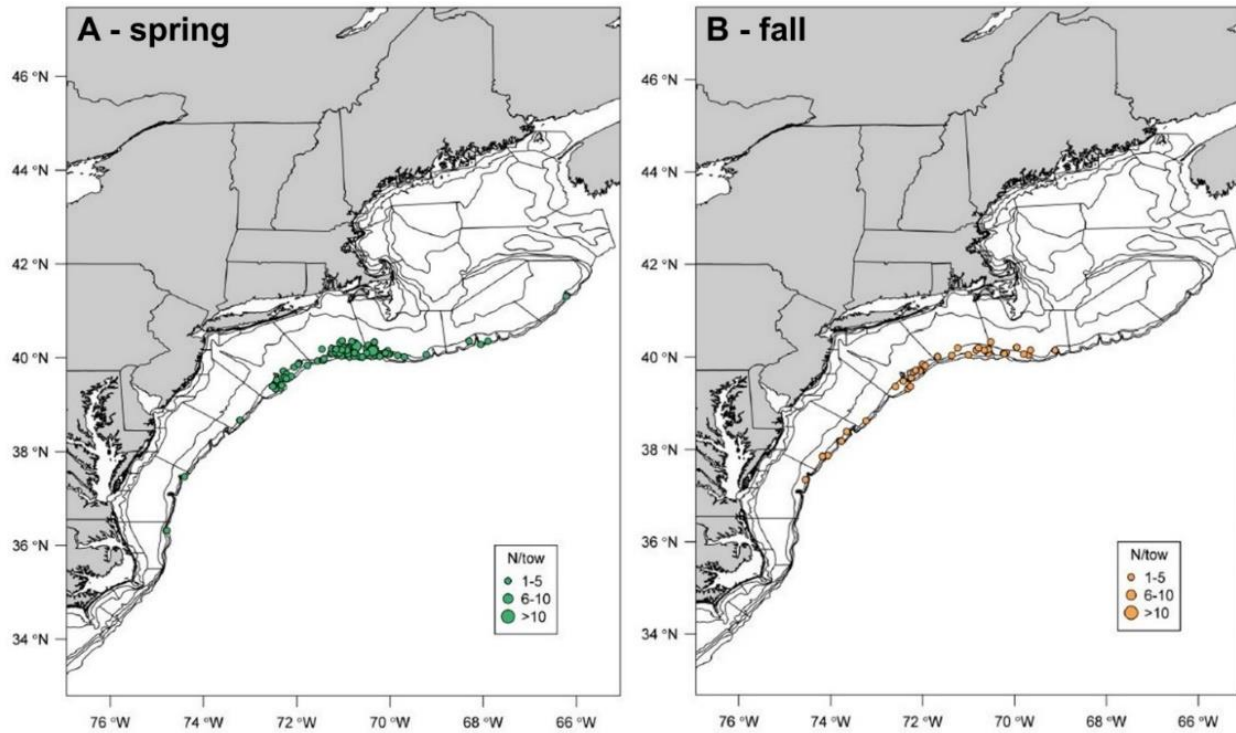 A - spring
46 °N
44 °N
42 °N
40 °N
38 °N
36 °N
34 °N
N/tow
1-5
6-10
>10
76 °W
74 °W
72 °W
70 °W
68 °W
66 °W
B - fall
46 °N
44 °N
42 °N
40 °N
38 °N
36 °N
34 °N
N/tow
1-5
6-10
>10
76 °W
74 °W
72 °W
70 °W
68 °W
66 °W